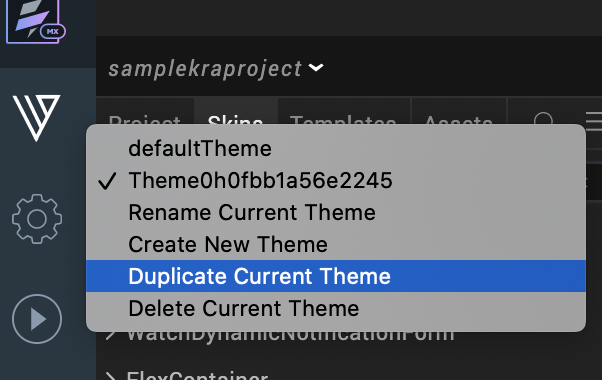 MX
samplekraproject
Project Skins Templates Assets
defaultTheme
✓ Theme0h0fbb1a56e2245
Rename Current Theme
Create New Theme
Duplicate Current Theme
Delete Current Theme
WatchDynamicNotificationForm
FlexContainer